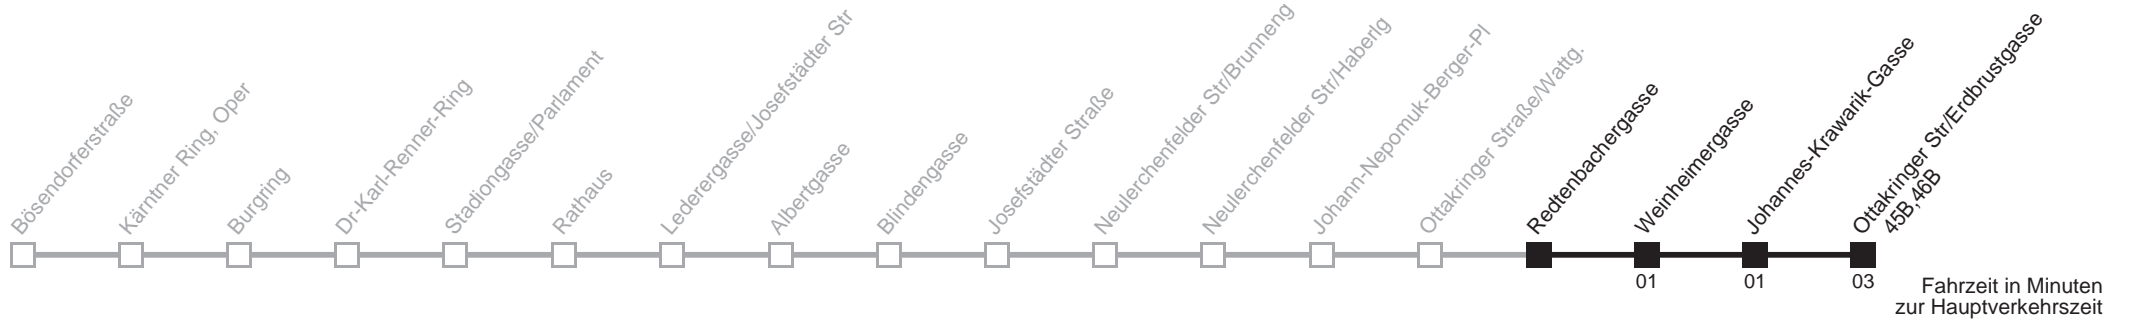 Bösendorferstraße
Kärntner Ring, Oper
Burgring
Dr-Karl-Renner-Ring
Stadiongasse/Parlament
Rathaus
Lederergasse/Josefstädter Str
Albertgasse
Blindengasse
Josefstädter Straße
Neulerchenfelder Str/Brunneng
Neulerchenfelder Str/Haberlg
Johann-Nepomuk-Berger-Pl
Ottakringer Straße/Wattg.
Redtenbachergasse
Weinheimergasse
Johannes-Krawarik-Gasse
Ottakringer Str/Erdbrustgasse
45B,46B
01
01
03
Fahrzeit in Minuten
zur Hauptverkehrszeit